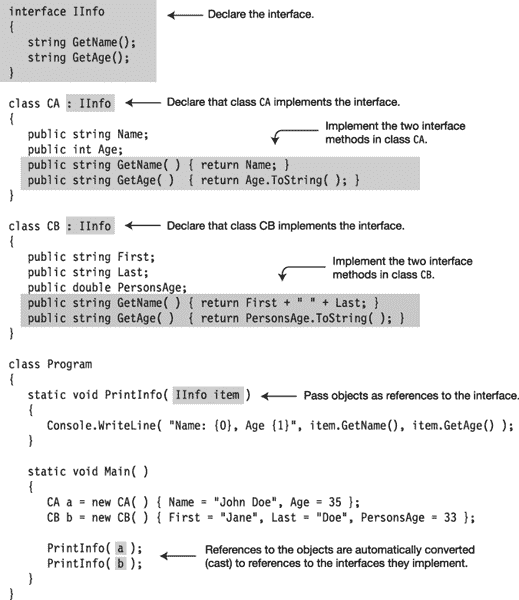 interface IInfo
Declare the interface.
{
string GetName();
string GetAge();
}
class CA : IInfo
Declare that class CA implements the interface.
{
public string Name;
public int Age;
Implement the two interface
methods in class CA.
public string GetName( ) { return Name; }
public string GetAge( )  { return Age.ToString( ); }
}
class CB : IInfo
Declare that class CB implements the interface.
{
public string First;
public string Last;
public double PersonsAge;
Implement the two interface
methods in class CB.
public string GetName( ) { return First + " " + Last; }
public string GetAge( )  { return PersonsAge.ToString( ); }
}
class Program
{
static void PrintInfo( IInfo item )
Pass objects as references to the interface.
{
Console.WriteLine( "Name: {0}, Age {1}", item.GetName(), item.GetAge() );
}
static void Main( )
{
CA a = new CA( ) { Name = "John Doe", Age = 35 };
CB b = new CB( ) { First = "Jane", Last = "Doe", PersonsAge = 33 };
PrintInfo( a );
PrintInfo( b );
References to the objects are automatically converted
(cast) to references to the interfaces they implement.
}
}